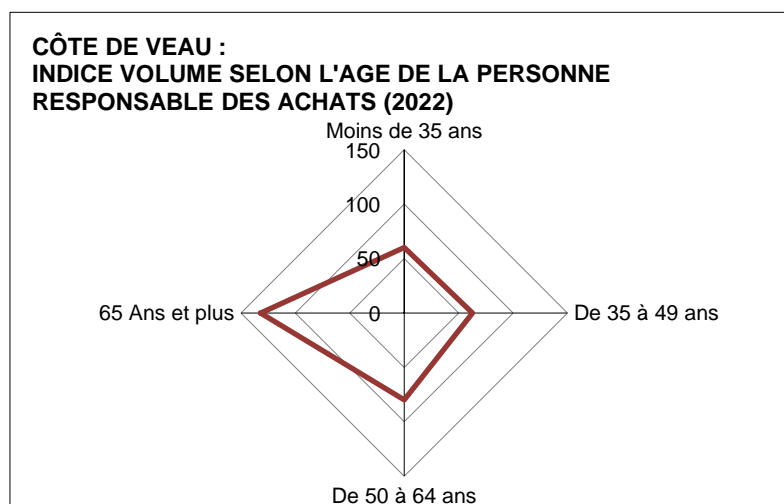 CÔTE DE VEAU :
INDICE VOLUME SELON L'AGE DE LA PERSONNE
RESPONSABLE DES ACHATS (2022)
Moins de 35 ans
150
100
50
0
65 Ans et plus
De 35 à 49 ans
De 50 à 64 ans